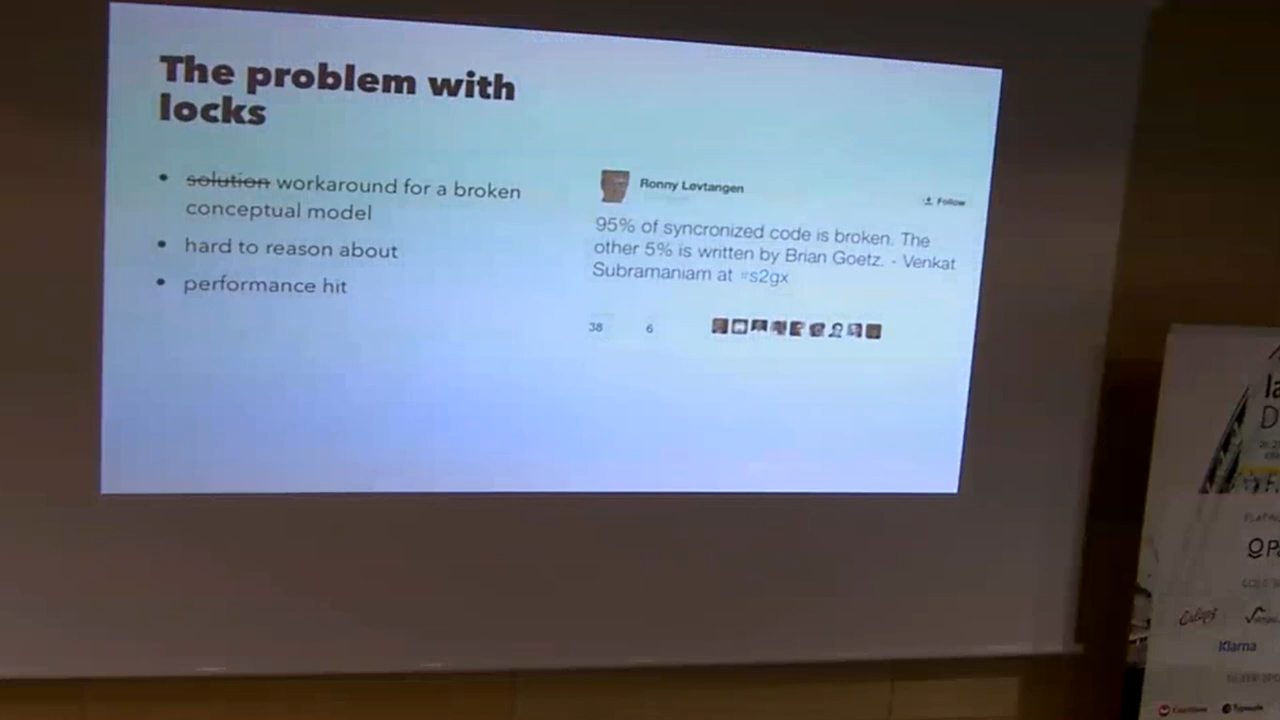 The problem with
locks
• solution workaround for a broken
conceptual model
• hard to reason about
• performance hit
Ronny Løvtangen
Follow
95% of syncronized code is broken. The
other 5% is written by Brian Goetz. - Venkat
Subramaniam at #s2gx
38 6
Klarna